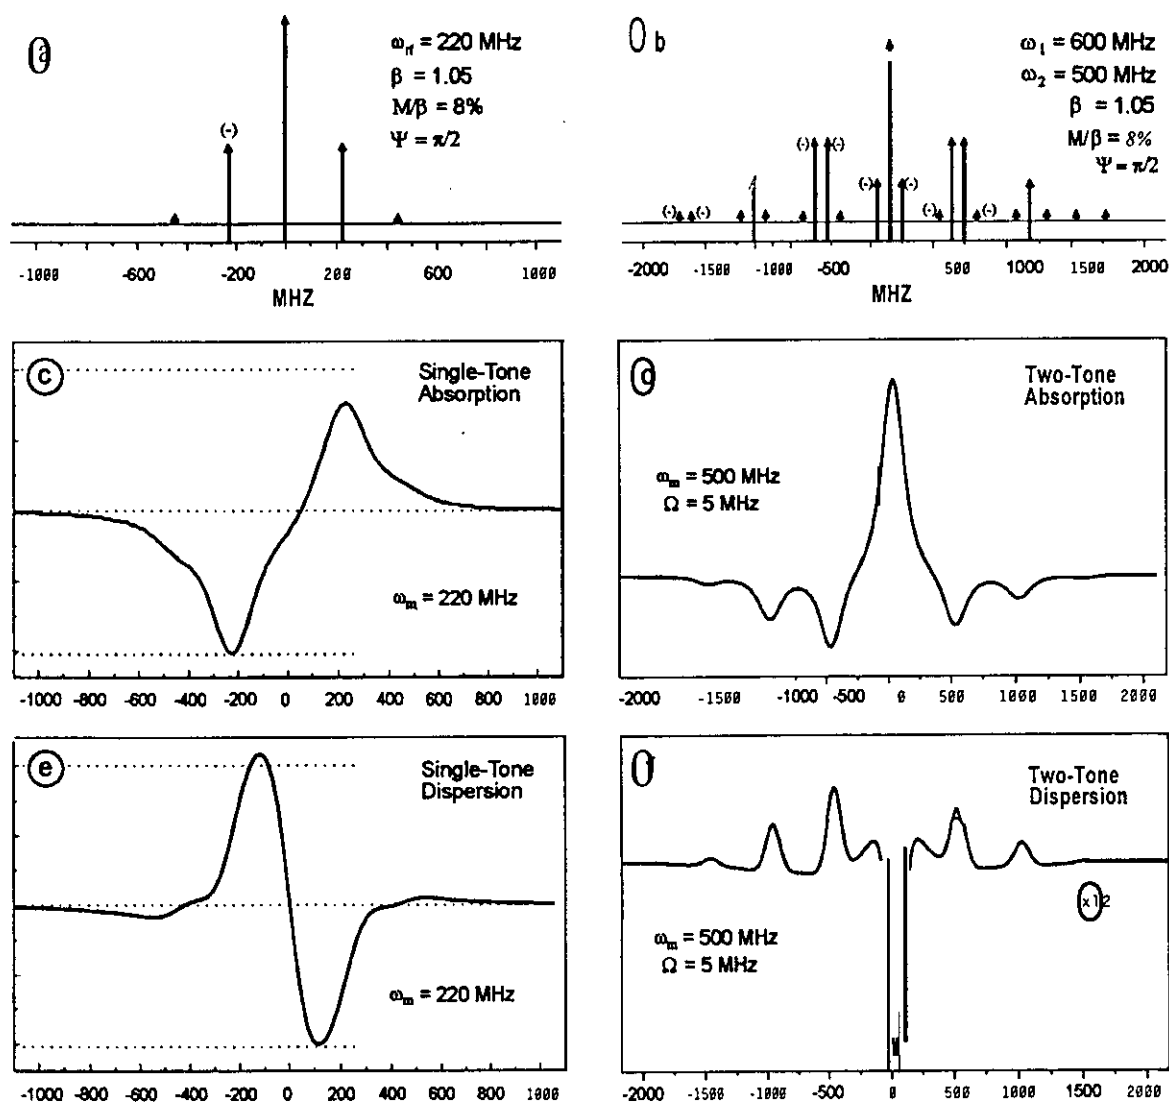 a
ω_rf = 220 MHz
β = 1.05
M/β = 8%
Ψ = π/2
(-)
-1000 -600 -200 200 600 1000
MHZ
b
ω₁ = 600 MHz
ω₂ = 500 MHz
β = 1.05
M/β = 8%
Ψ = π/2
(-) (-) (-) (-) (-) (-) (-) (-)
-2000 -1500 -1000 -500 500 1000 1500 2000
MHZ
c
Single-Tone
Absorption
ω_m = 220 MHz
-1000 -800 -600 -400 -200 0 200 400 600 800 1000
d
Two-Tone
Absorption
ω_m = 500 MHz
Ω = 5 MHz
-2000 -1500 -1000 -500 0 500 1000 1500 2000
e
Single-Tone
Dispersion
ω_m = 220 MHz
-1000 -800 -600 -400 -200 0 200 400 600 800 1000
f
Two-Tone
Dispersion
x12
ω_m = 500 MHz
Ω = 5 MHz
-2000 -1500 -1000 -500 0 500 1000 1500 2000